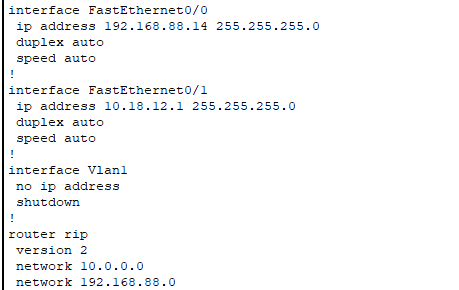 interface FastEthernet0/0
 ip address 192.168.88.14 255.255.255.0
 duplex auto
 speed auto
!
interface FastEthernet0/1
 ip address 10.18.12.1 255.255.255.0
 duplex auto
 speed auto
!
interface Vlan1
 no ip address
 shutdown
!
router rip
 version 2
 network 10.0.0.0
 network 192.168.88.0